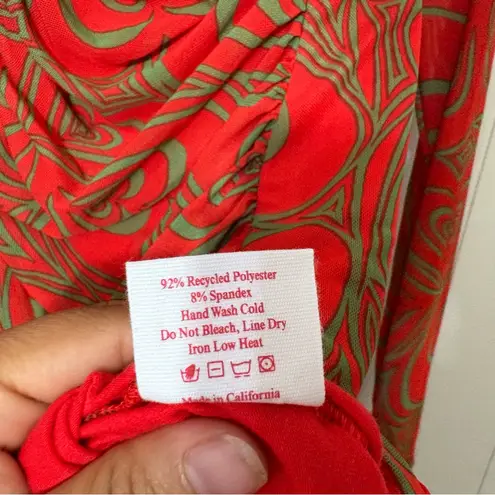 92% Recycled Polyester
8% Spandex
Hand Wash Cold
Do Not Bleach, Line Dry
Iron Low Heat
Made in California